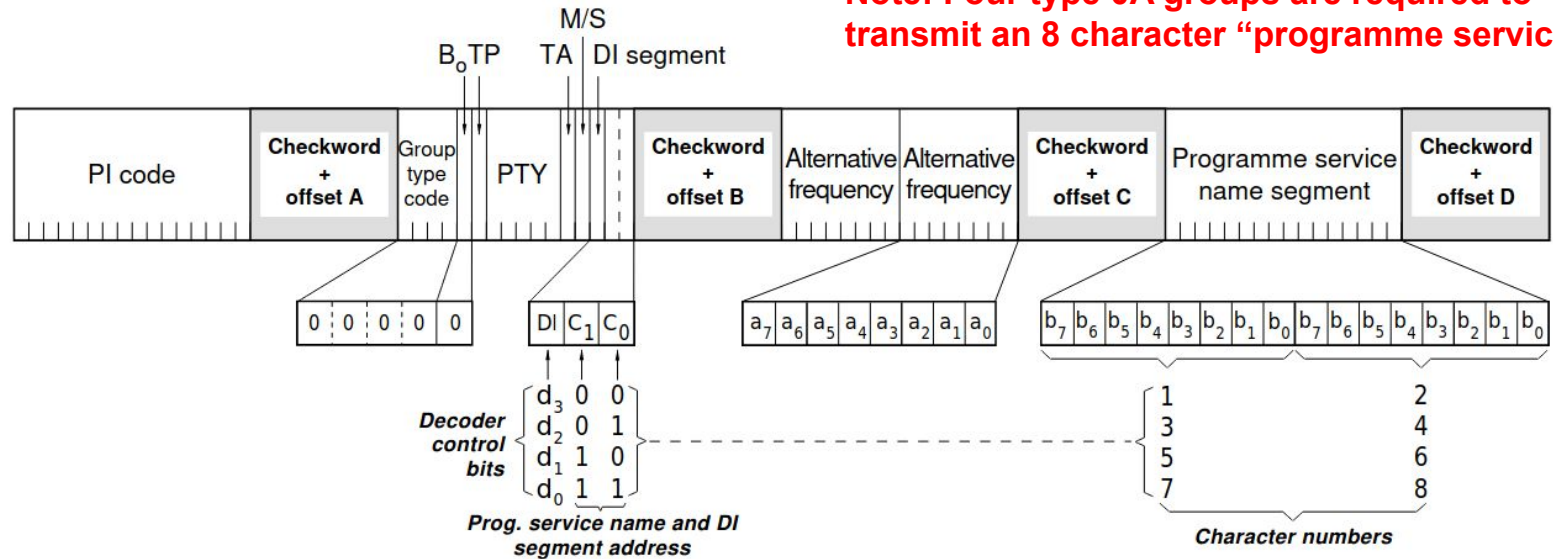 transmit an 8 character “programme servic
M/S
B₀ TP TA DI segment
PI code
Checkword
+
offset A
Group
type
code
PTY
Checkword
+
offset B
Alternative
frequency
Alternative
frequency
Checkword
+
offset C
Programme service
name segment
Checkword
+
offset D
0 0 0 0 0
DI C₁ C₀
a₇ a₆ a₅ a₄ a₃ a₂ a₁ a₀
b₇ b₆ b₅ b₄ b₃ b₂ b₁ b₀ b₇ b₆ b₅ b₄ b₃ b₂ b₁ b₀
Decoder
control
bits
d₃ 0 0
d₂ 0 1
d₁ 1 0
d₀ 1 1
Prog. service name and DI
segment address
1 2
3 4
5 6
7 8
Character numbers